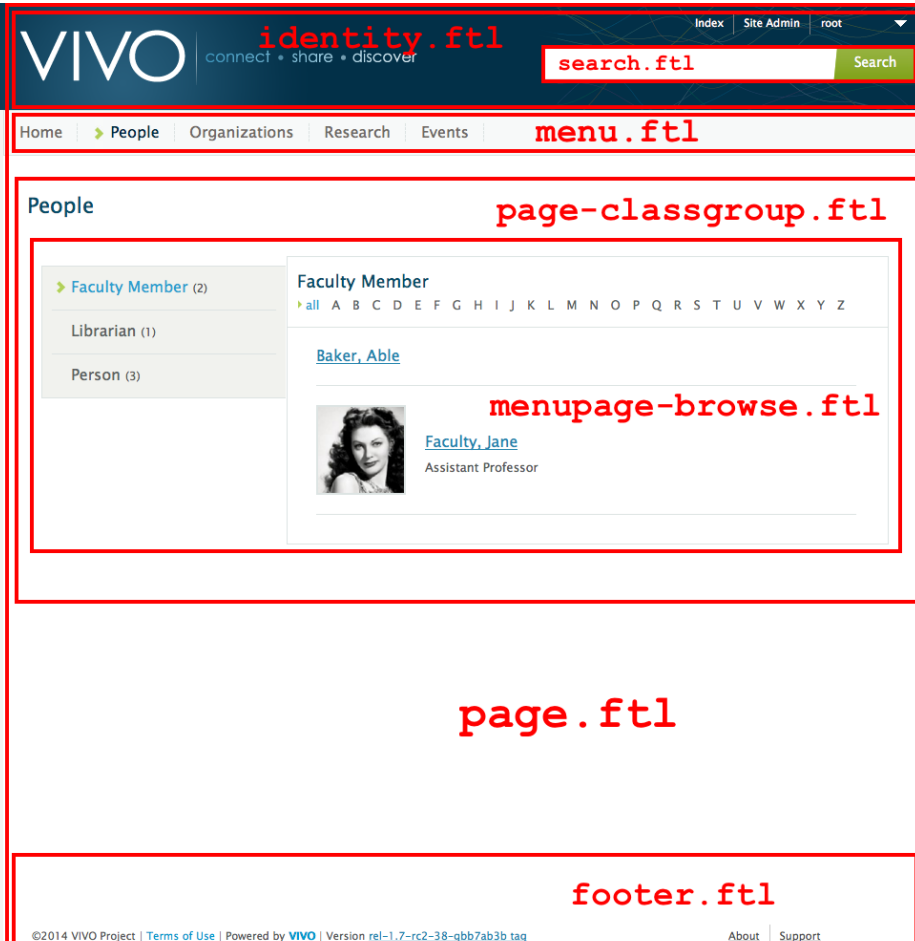 Index Site Admin root
VIVO connect • share • discover
identity.ftl
search.ftl Search
Home People Organizations Research Events
menu.ftl
People
page-classgroup.ftl
Faculty Member (2)
Librarian (1)
Person (3)
Faculty Member
all A B C D E F G H I J K L M N O P Q R S T U V W X Y Z
Baker, Able
menupage-browse.ftl
Faculty, Jane
Assistant Professor
page.ftl
footer.ftl
©2014 VIVO Project | Terms of Use | Powered by VIVO | Version rel-1.7-rc2-38-gbb7ab3b tag About Support